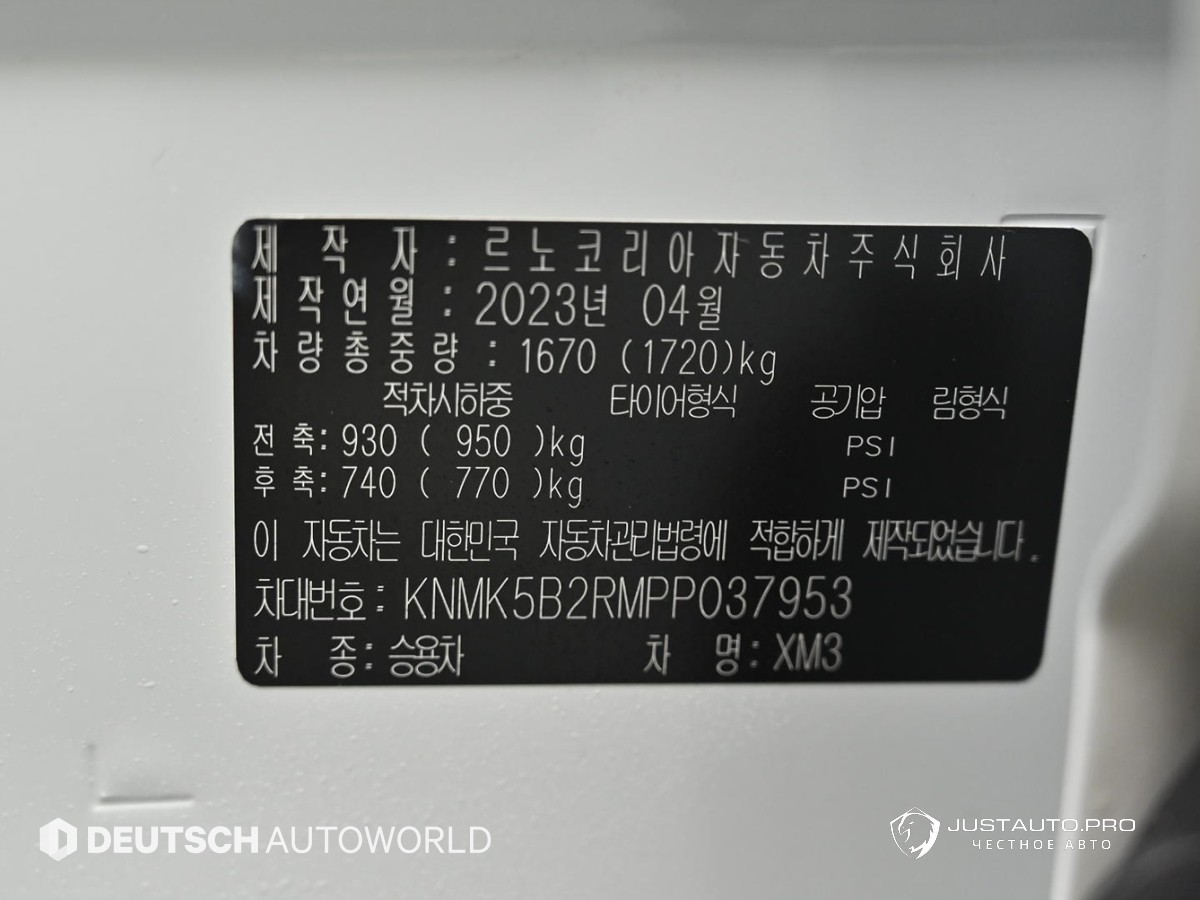 제 작 자 : 르노코리아자동차주식회사
제작연월 : 2023년 04월
차량총중량 : 1670 (1720)kg
적차시하중 타이어형식 공기압 림형식
전 축: 930 ( 950 )kg PSI
후 축: 740 ( 770 )kg PSI
이 자동차는 대한민국 자동차관리법령에 적합하게 제작되었습니다.
차대번호: KNMK5B2RMPP037953
차 종: 승용차 차 명: XM3
DEUTSCH AUTOWORLD
JUSTAUTO.PRO
ЧЕСТНОЕ АВТО